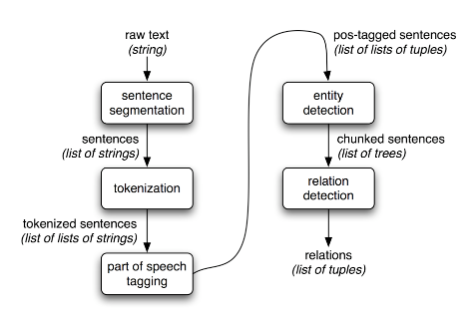 raw text
(string)
sentence
segmentation
sentences
(list of strings)
tokenization
tokenized sentences
(list of lists of strings)
part of speech
tagging
pos-tagged sentences
(list of lists of tuples)
entity
detection
chunked sentences
(list of trees)
relation
detection
relations
(list of tuples)